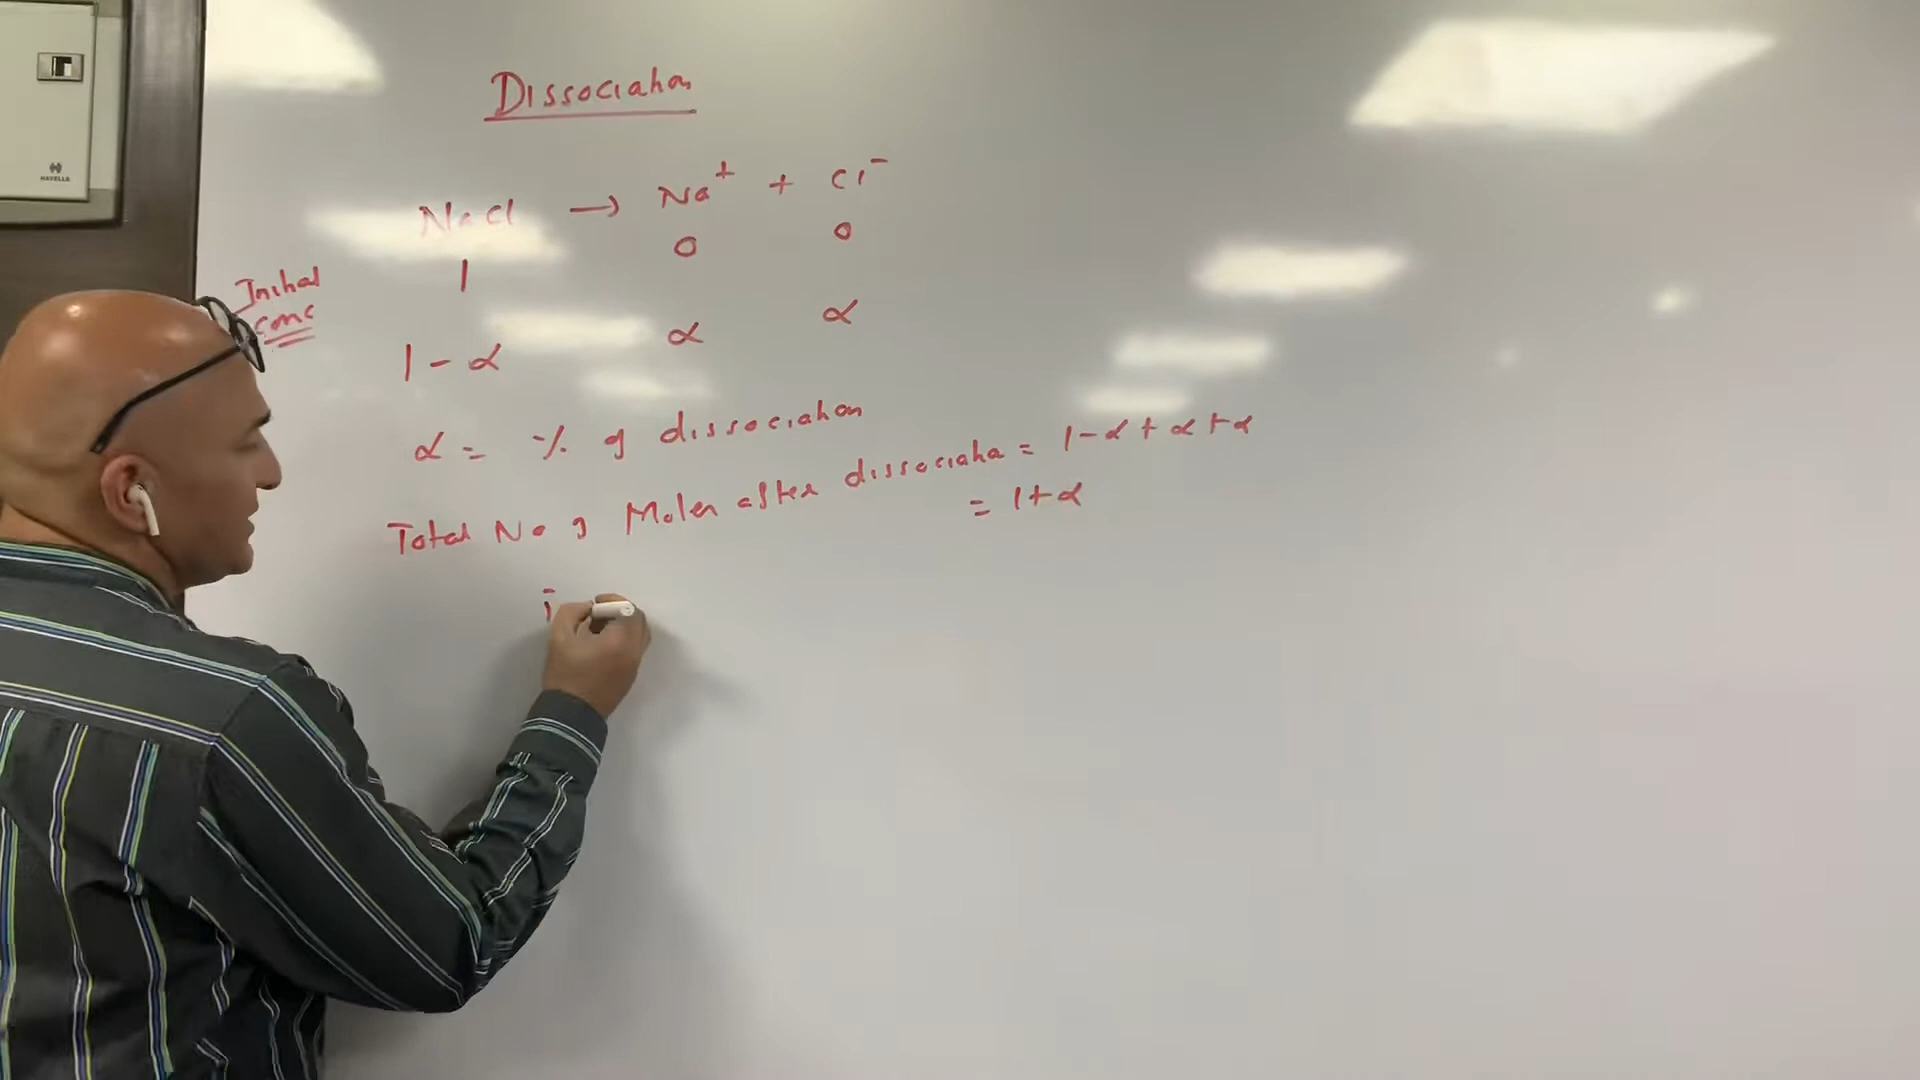 HAVELLS
Dissociation
NaCl → Na⁺ + Cl⁻
Initial conc
1 0 0
1 - α α α
α = % of dissociation
Total No of Moles after dissociation = 1 - α + α + α
= 1 + α
i